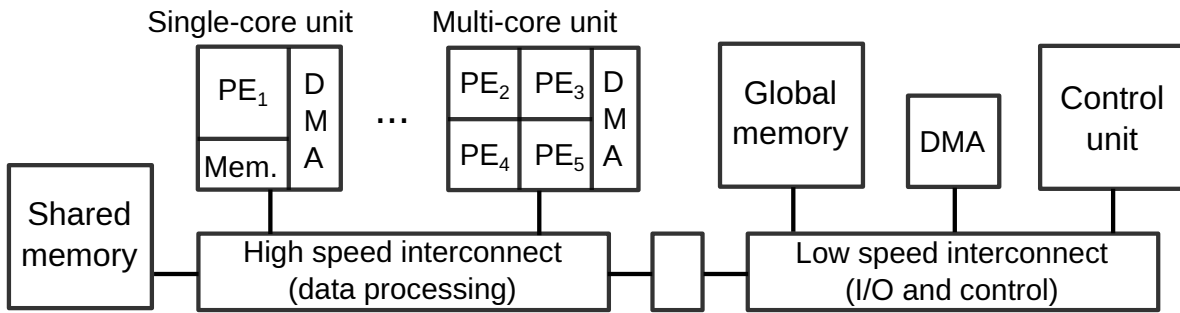 Single-core unit
Multi-core unit
PE₁
D
M
A
Mem.
...
PE₂
PE₃
PE₄
PE₅
D
M
A
Global
memory
DMA
Control
unit
Shared
memory
High speed interconnect
(data processing)
Low speed interconnect
(I/O and control)